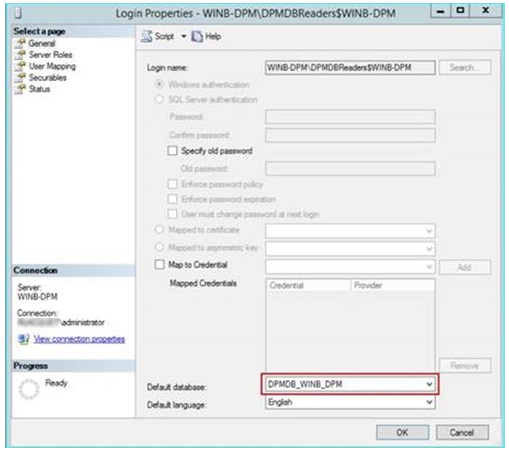 Login Properties - WINB-DPM\DPMDBReaders$WINB-DPM
Select a page
General
Server Roles
User Mapping
Securables
Status
Script
Help
Login name:
WINB-DPM\DPMDBReaders$WINB-DPM
Search...
Windows authentication
SQL Server authentication
Password:
Confirm password:
Specify old password
Old password:
Enforce password policy
Enforce password expiration
User must change password at next login
Mapped to certificate
Mapped to asymmetric key
Map to Credential
Add
Mapped Credentials
Credential
Provider
Remove
Connection
Server:
WINB-DPM
Connection:
\administrator
View connection properties
Progress
Ready
Default database:
DPMDB_WINB_DPM
Default language:
English
OK
Cancel